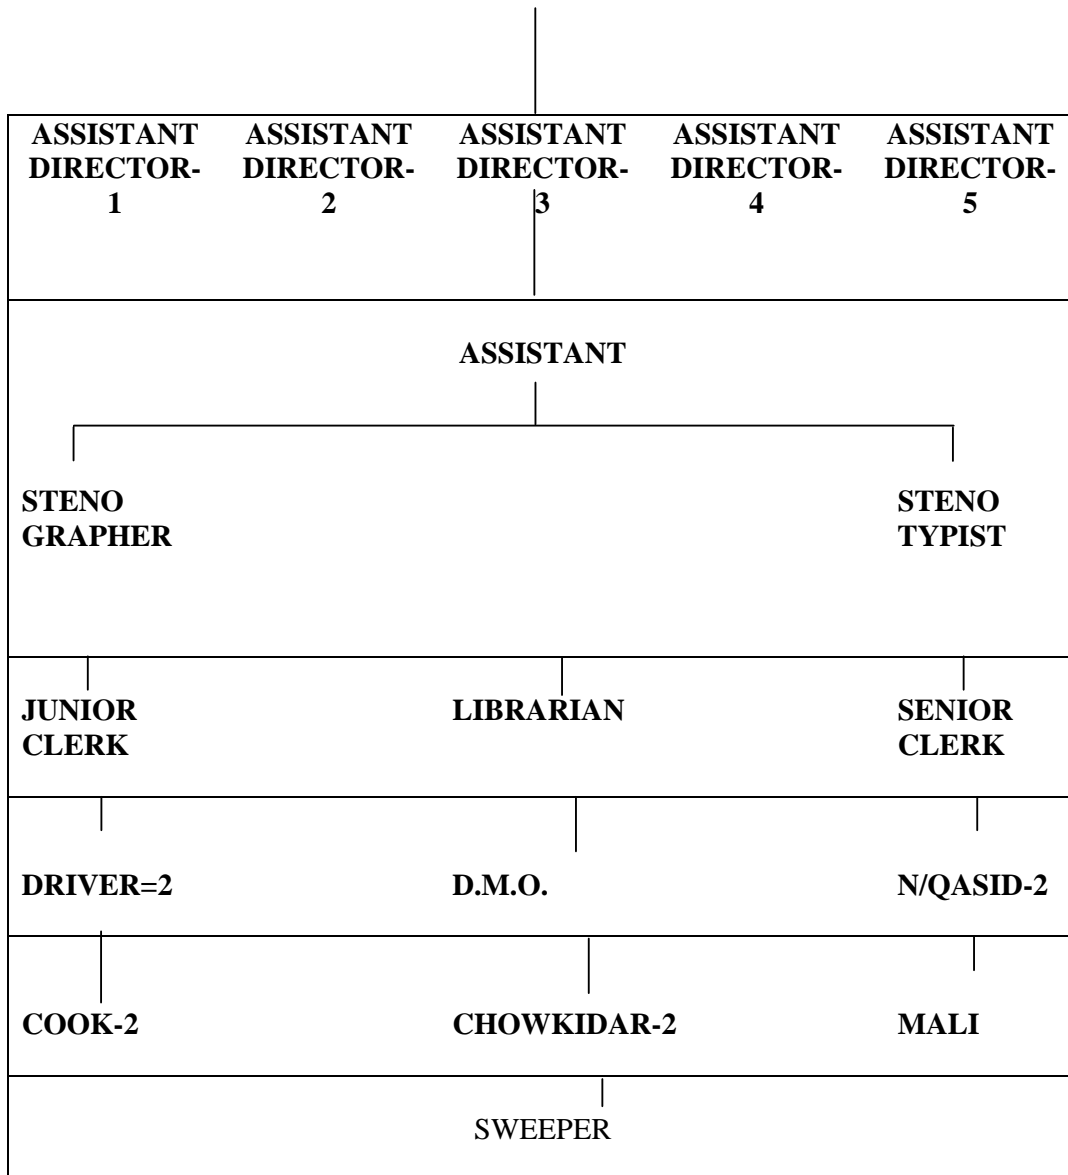 ASSISTANT DIRECTOR-1
ASSISTANT DIRECTOR-2
ASSISTANT DIRECTOR-3
ASSISTANT DIRECTOR-4
ASSISTANT DIRECTOR-5
ASSISTANT
STENO
GRAPHER
STENO
TYPIST
JUNIOR
CLERK
LIBRARIAN
SENIOR
CLERK
DRIVER=2
D.M.O.
N/QASID-2
COOK-2
CHOWKIDAR-2
MALI
SWEEPER